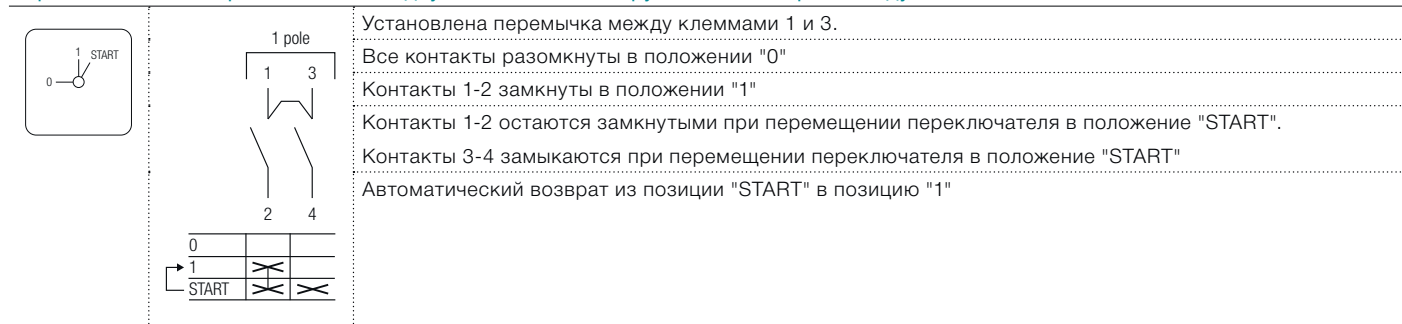 1 START
0
1 pole
1 3
2 4
0
1
START
Установлена перемычка между клеммами 1 и 3.
Все контакты разомкнуты в положении "0"
Контакты 1-2 замкнуты в положении "1"
Контакты 1-2 остаются замкнутыми при перемещении переключателя в положение "START".
Контакты 3-4 замыкаются при перемещении переключателя в положение "START"
Автоматический возврат из позиции "START" в позицию "1"